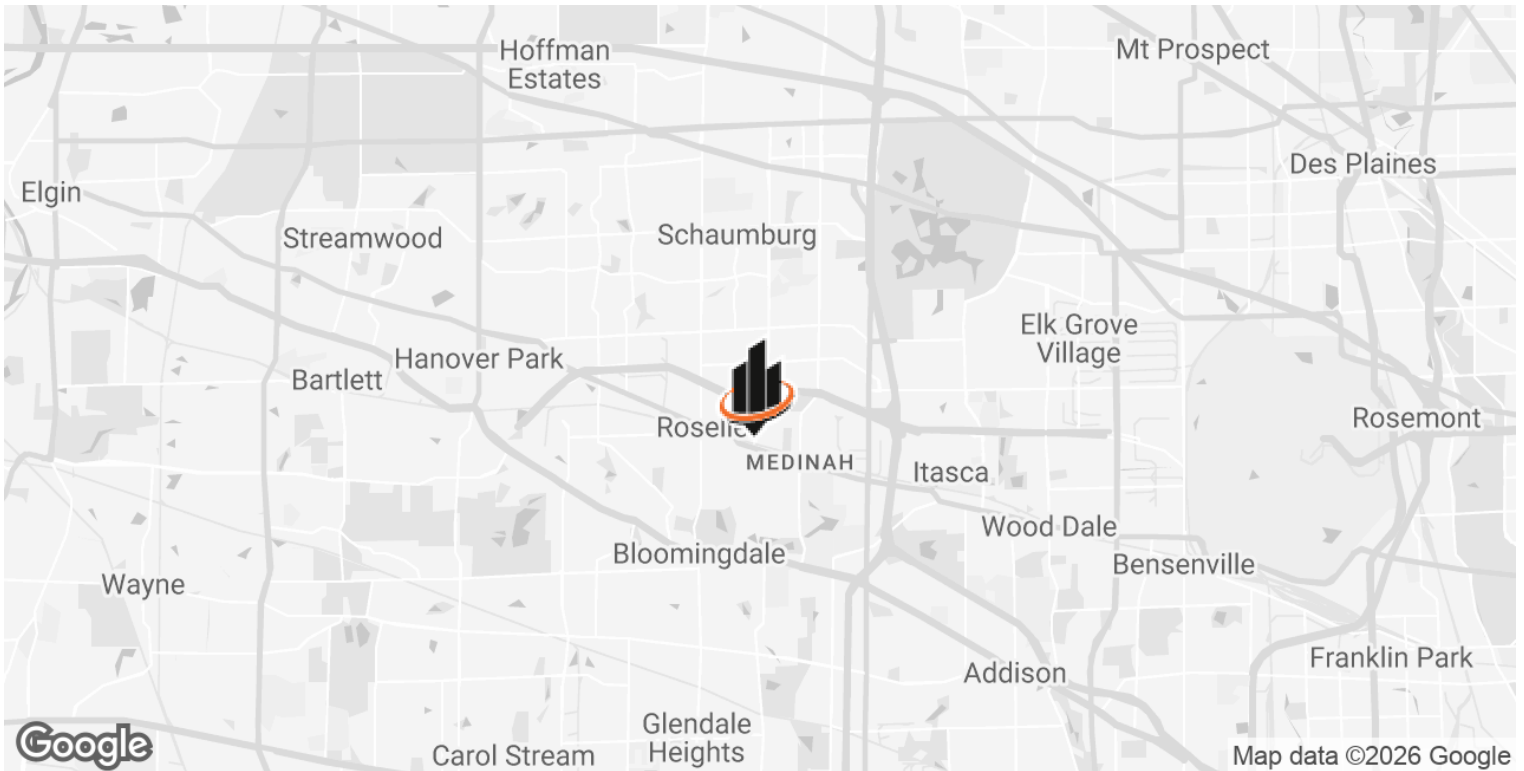 Hoffman
Estates
Mt Prospect
Des Plaines
Elgin
Streamwood
Schaumburg
Elk Grove
Village
Hanover Park
Bartlett
Roselle
MEDINAH
Rosemont
Itasca
Wood Dale
Bloomingdale
Bensenville
Wayne
Addison
Franklin Park
Glendale
Heights
Carol Stream
Google
Map data ©2026 Google